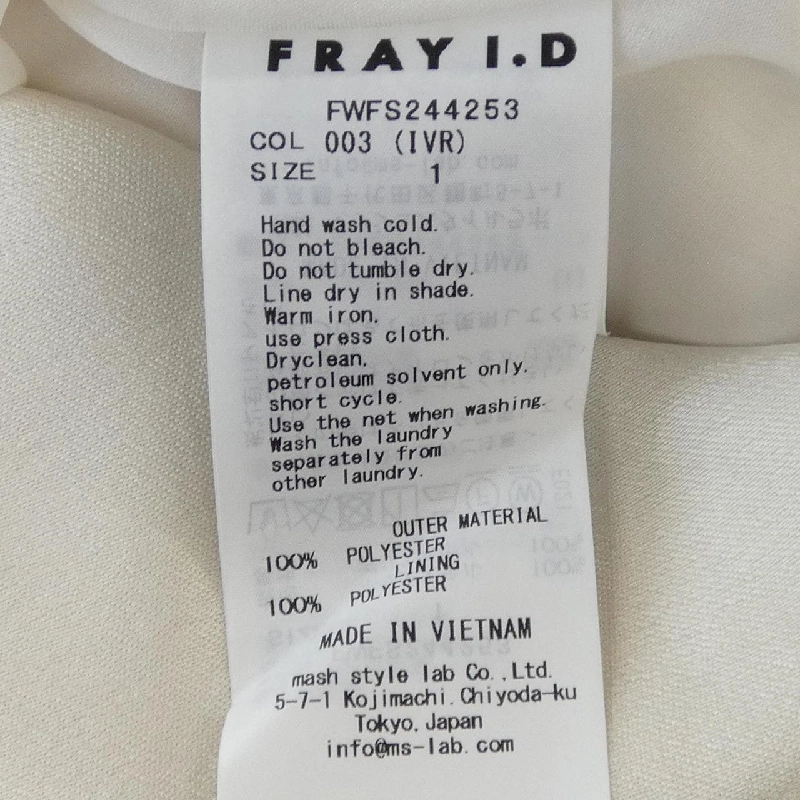 FRAY I.D
FWFS244253
COL 003 (IVR)
SIZE 1
Hand wash cold.
Do not bleach.
Do not tumble dry.
Line dry in shade.
Warm iron,
use press cloth.
Dryclean,
petroleum solvent only.
short cycle.
Use the net when washing.
Wash the laundry
separately from
other laundry.
OUTER MATERIAL
100% POLYESTER
LINING
100% POLYESTER
MADE IN VIETNAM
mash style lab Co.,Ltd.
5-7-1 Kojimachi.Chiyoda-ku
Tokyo,Japan
info@ms-lab.com